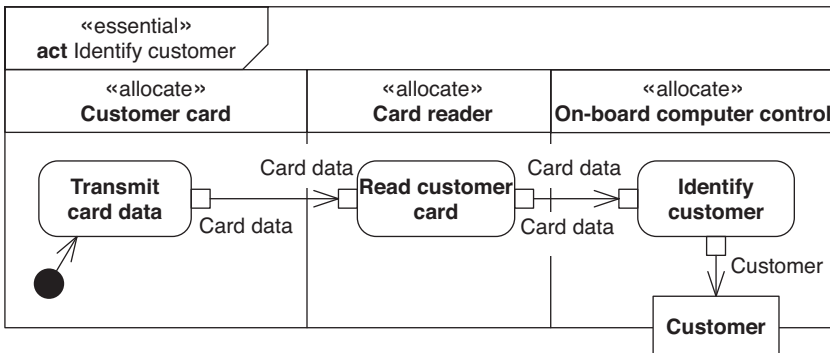 «essential»
act Identify customer
«allocate»
Customer card
«allocate»
Card reader
«allocate»
On-board computer control
Transmit
card data
Card data
Card data
Read customer
card
Card data
Card data
Identify
customer
Customer
Customer